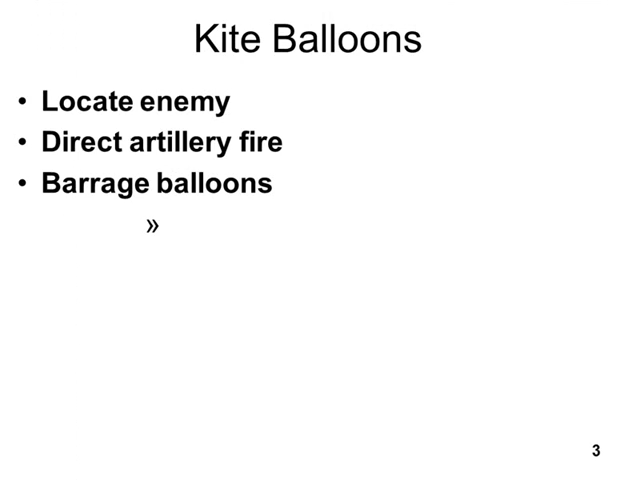 Kite Balloons
• Locate enemy
• Direct artillery fire
• Barrage balloons
»
3